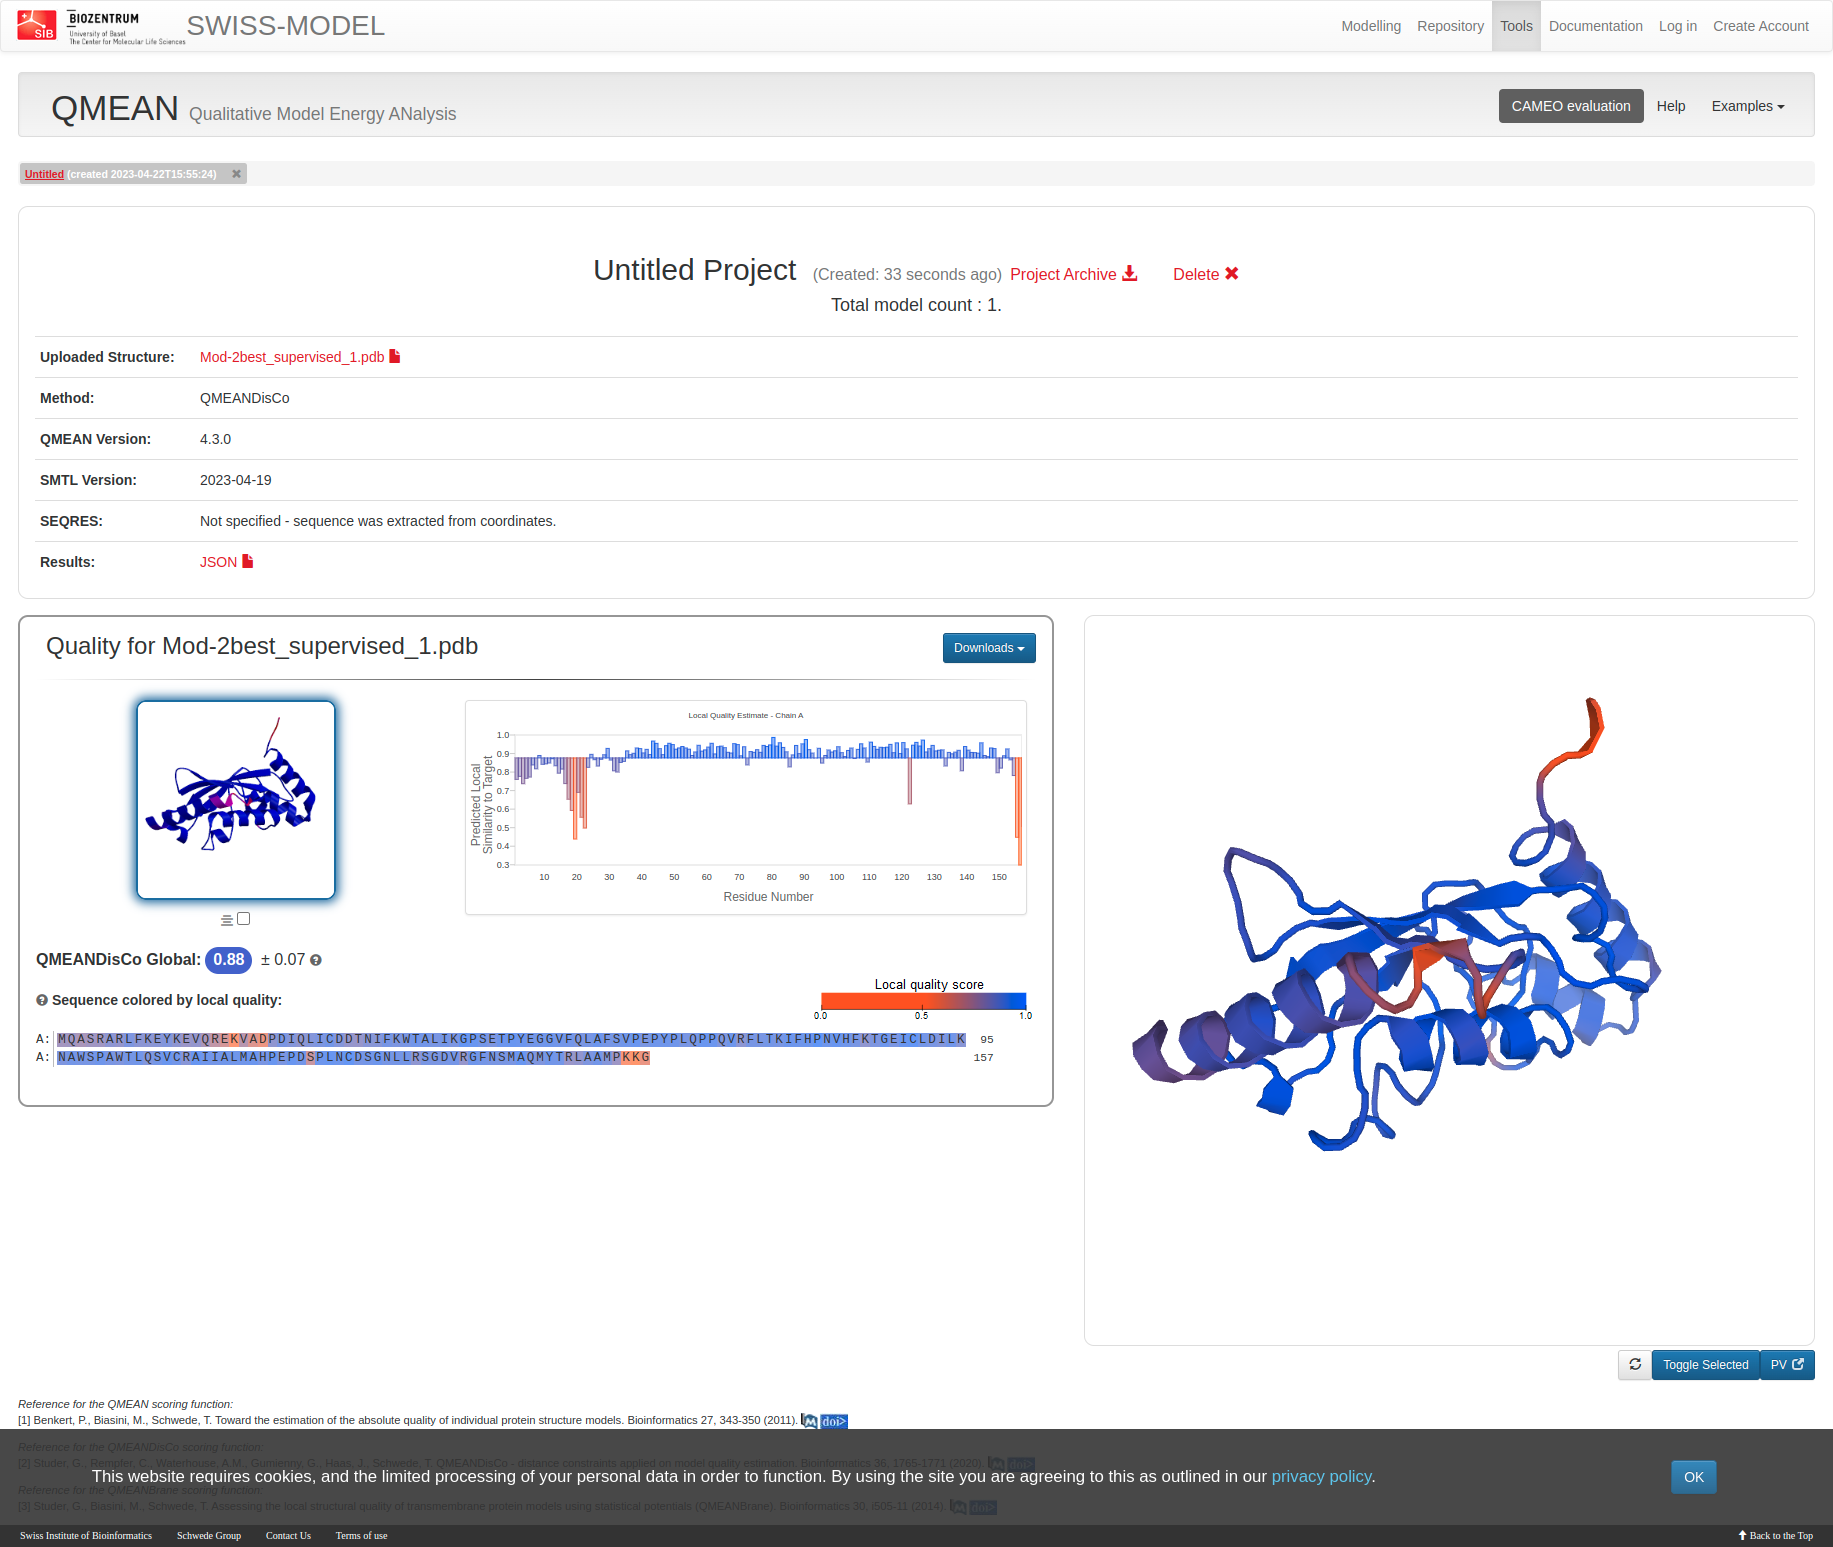 SIB
BIOZENTRUM
University of Basel
The Center for Molecular Life Sciences
SWISS-MODEL
Modelling Repository Tools Documentation Log in Create Account
QMEAN Qualitative Model Energy ANalysis
CAMEO evaluation Help Examples
Untitled (created 2023-04-22T15:55:24)
Untitled Project (Created: 33 seconds ago) Project Archive Delete
Total model count : 1.
Uploaded Structure: Mod-2best_supervised_1.pdb
Method: QMEANDisCo
QMEAN Version: 4.3.0
SMTL Version: 2023-04-19
SEQRES: Not specified - sequence was extracted from coordinates.
Results: JSON
Quality for Mod-2best_supervised_1.pdb
Downloads
Local Quality Estimate - Chain A
1.0
0.9
0.8
0.7
0.6
0.5
0.4
0.3
Predicted Local
Similarity to Target
10 20 30 40 50 60 70 80 90 100 110 120 130 140 150
Residue Number
QMEANDisCo Global: 0.88 ± 0.07
Sequence colored by local quality:
Local quality score
0.0 0.5 1.0
A: MQASRARLFKEYKEVQREKVADPDIQLICDDTNIFKWTALIKGPSETPYEGGVFQLAFSVPEPYPLQPPQVRFLTKIFHPNVHFKTGEICLDILK 95
A: NAWSPAWTLQSVCRAIIALMAHPEPDSPLNCDSGNLLRSGDVRGFNSMAQMYTRLAAMPKKG 157
Toggle Selected PV
Reference for the QMEAN scoring function:
[1] Benkert, P., Biasini, M., Schwede, T. Toward the estimation of the absolute quality of individual protein structure models. Bioinformatics 27, 343-350 (2011). M doi>
Reference for the QMEANDisCo scoring function:
[2] Studer, G., Rempfer, C., Waterhouse, A.M., Gumienny, G., Haas, J., Schwede, T. QMEANDisCo - distance constraints applied on model quality estimation. Bioinformatics 36, 1765-1771 (2020). M doi>
This website requires cookies, and the limited processing of your personal data in order to function. By using the site you are agreeing to this as outlined in our privacy policy.
OK
Reference for the QMEANBrane scoring function:
[3] Studer, G., Biasini, M., Schwede, T. Assessing the local structural quality of transmembrane protein models using statistical potentials (QMEANBrane). Bioinformatics 30, i505-11 (2014). M doi>
Swiss Institute of Bioinformatics Schwede Group Contact Us Terms of use
Back to the Top